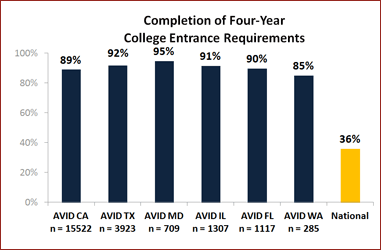 Completion of Four-Year
College Entrance Requirements
100%
80%
60%
40%
20%
0%
89%
92%
95%
91%
90%
85%
36%
AVID CA
n = 15522
AVID TX
n = 3923
AVID MD
n = 709
AVID IL
n = 1307
AVID FL
n = 1117
AVID WA
n = 285
National